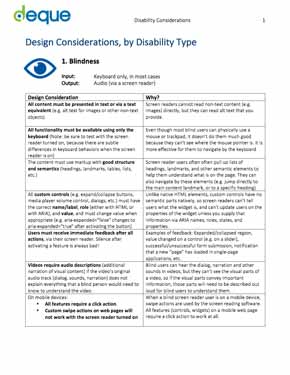 deque
Disability Considerations 1
Design Considerations, by Disability Type
1. Blindness
Input: Keyboard only, in most cases
Output: Audio (via a screen reader)
Design Consideration
Why?
All content must be presented in text or via a
text equivalent (e.g. alt text for images or other non-text
objects)
Screen readers cannot read non-text content (e.g.
images) directly, but they can read alt text that you
provide.
All functionality must be available using only the
keyboard (Note: be sure to test with the screen
reader turned on, because there are subtle
differences in keyboard behaviors when the screen
reader is on)
Even though most blind users can physically use a
mouse or trackpad, it doesn't do them much good
because they can't see where the mouse pointer is. It is
more effective for them to navigate by the keyboard
The content must use markup with good structure
and semantics (headings, landmarks, tables, lists,
etc.)
Screen reader users often pull up lists of
headings, landmarks, and other semantic elements to
help them understand what is on the page. They can
also navigate by these elements (e.g. jump directly to
the main content landmark, or to a specific heading)
All custom controls (e.g. expand/collapse buttons,
media player volume control, dialogs, etc.) must have
the correct name, role (either in HTML or
with ARIA), and value, and must change value when
appropriate (e.g. aria-expanded="false" changes to
aria-expanded="true" after activating the button)
Unlike native HTML elements, custom controls have no
semantic parts natively, so screen readers can't tell
users what the widget is, and can't update users on the
properties of the widget unless you supply that
information via ARIA names, roles, states, and
properties.
Users must receive immediate feedback after all
actions, via their screen reader. Silence after
activating a feature is always bad!
Examples of feedback: Expanded/collapsed region,
value changed on a control (e.g. on a slider),
successful/unsuccessful form submission, notification
that a new "page" has loaded in single-page
applications, etc.
Videos require audio descriptions (additional
narration of visual content) if the video's original
audio track (dialog, sounds, narration) does not
explain everything that a blind person would need to
know to understand the video.
Blind users can hear the dialog, narration and other
sounds in videos, but they can't see the visual parts of
a video, so if the visual parts convey important
information, those parts will need to be described out
loud for blind users to understand them
On mobile devices:
• All features require a click action
• Custom swipe actions on web pages
will not work with the screen reader turned on
When a blind screen reader user is on a mobile device,
swipe actions are used by the screen reading software.
All features (controls, widgets) on a mobile web page
require a click action to work at all.